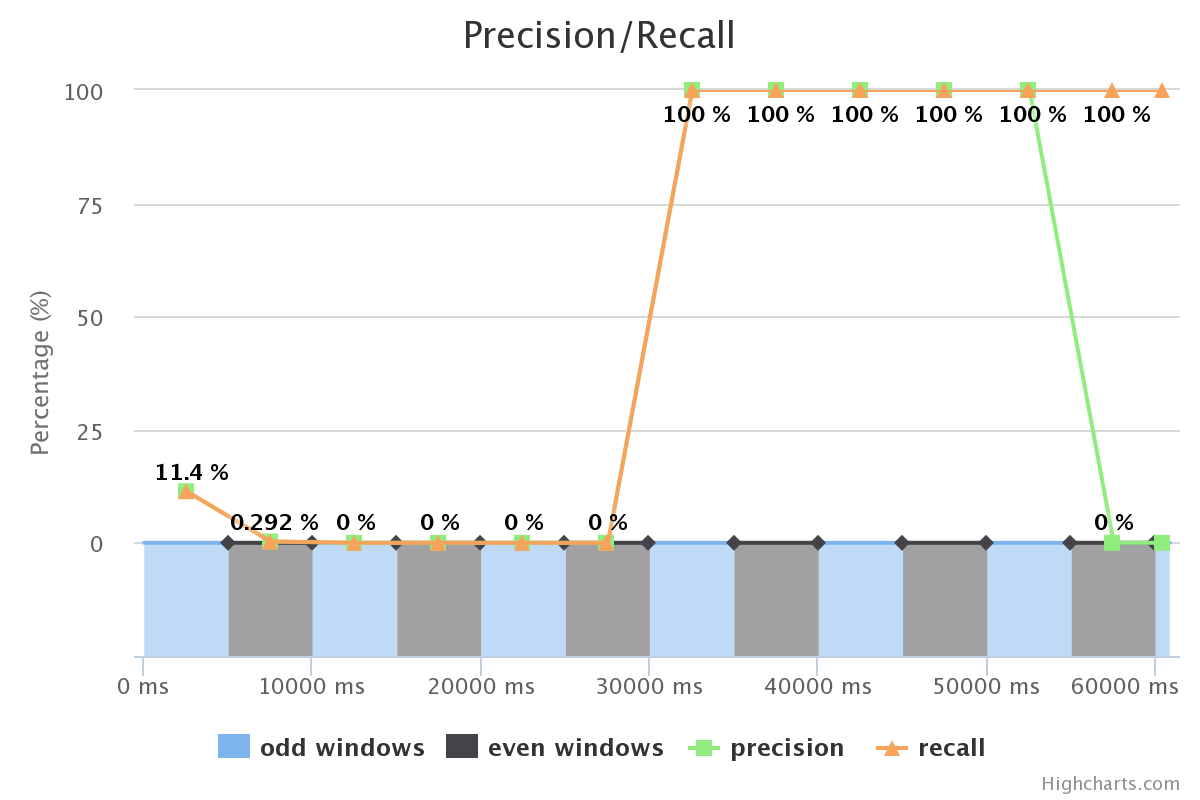 Precision/Recall
Percentage (%)
100
75
50
25
0
100 % 100 % 100 % 100 % 100 % 100 %
11.4 % 0.292 % 0 % 0 % 0 % 0 % 0 %
0 ms 10000 ms 20000 ms 30000 ms 40000 ms 50000 ms 60000 ms
odd windows even windows precision recall
Highcharts.com